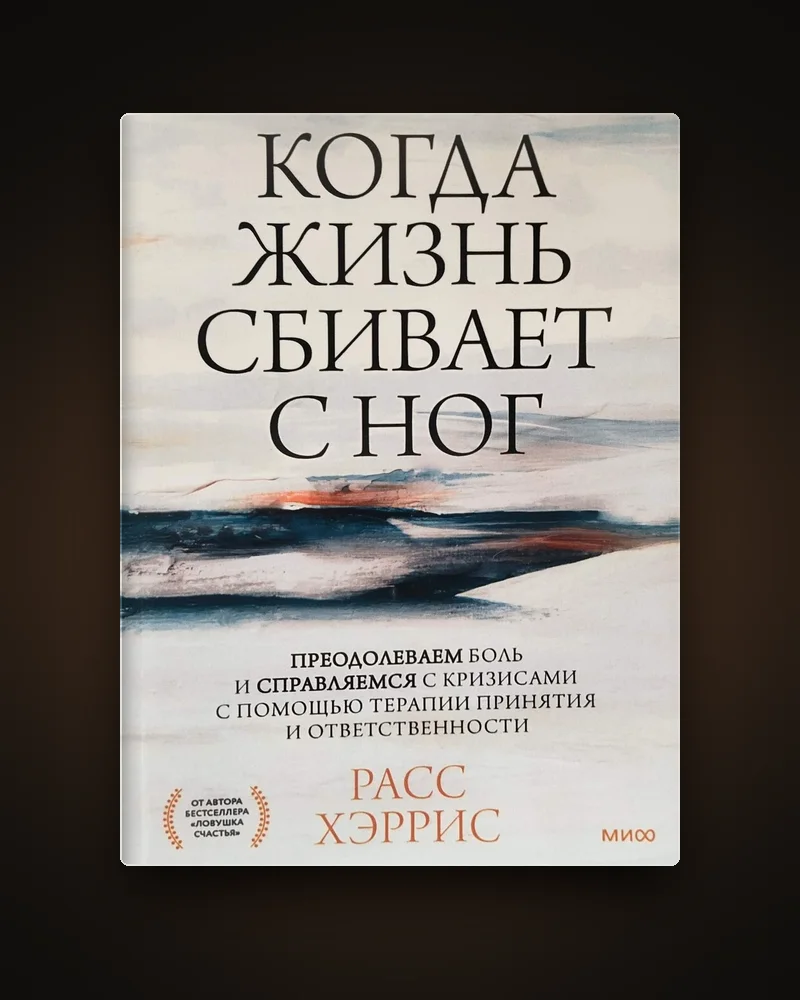 КОГДА
ЖИЗНЬ
СБИВАЕТ
С НОГ
ПРЕОДОЛЕВАЕМ БОЛЬ
И СПРАВЛЯЕМСЯ С КРИЗИСАМИ
С ПОМОЩЬЮ ТЕРАПИИ ПРИНЯТИЯ
И ОТВЕТСТВЕННОСТИ
РАСС
ХЭРРИС
ОТ АВТОРА
БЕСТСЕЛЛЕРА
«ЛОВУШКА
СЧАСТЬЯ»
МИФ